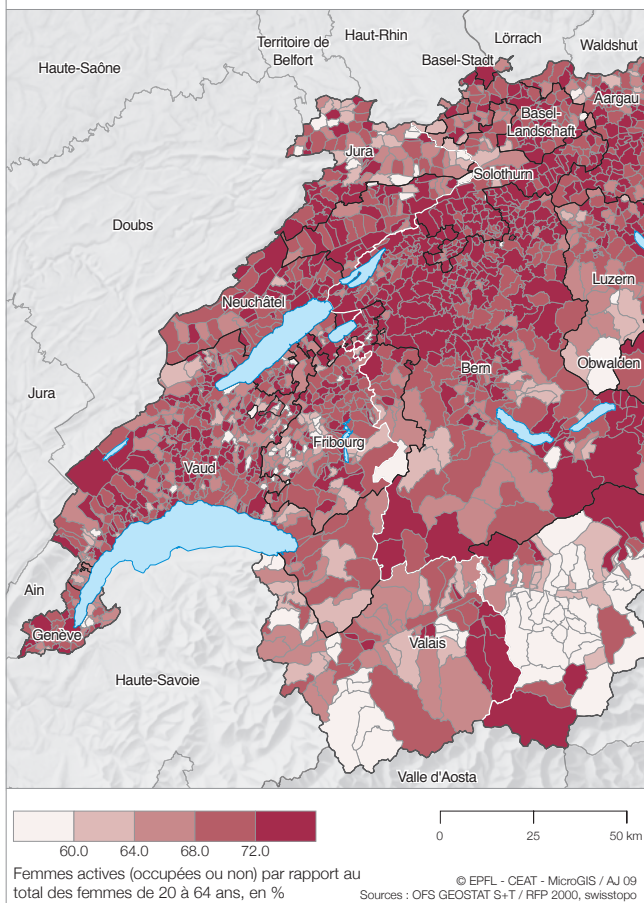 Haute-Saône
Territoire de
Belfort
Haut-Rhin
Lörrach
Waldshut
Basel-Stadt
Aargau
Basel-
Landschaft
Jura
Solothurn
Doubs
Luzern
Neuchâtel
Obwalden
Bern
Jura
Fribourg
Vaud
Ain
Genève
Valais
Haute-Savoie
Valle d'Aosta
60.0 64.0 68.0 72.0
0 25 50 km
Femmes actives (occupées ou non) par rapport au
total des femmes de 20 à 64 ans, en %
© EPFL - CEAT - MicroGIS / AJ 09
Sources : OFS GEOSTAT S+T / RFP 2000, swisstopo